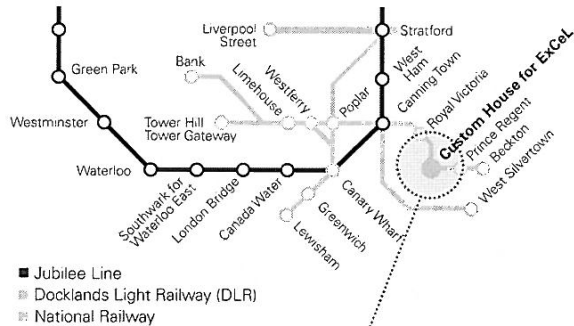 Liverpool
Street
Stratford
Green Park
Bank
Limehouse
Westferry
Poplar
West
Ham
Canning Town
Royal Victoria
Custom House for ExCeL
Prince Regent
Beckton
West Silvertown
Westminster
Tower Hill
Tower Gateway
Waterloo
Southwark for
Waterloo East
London Bridge
Canada Water
Canary Wharf
Greenwich
Lewisham
Jubilee Line
Docklands Light Railway (DLR)
National Railway